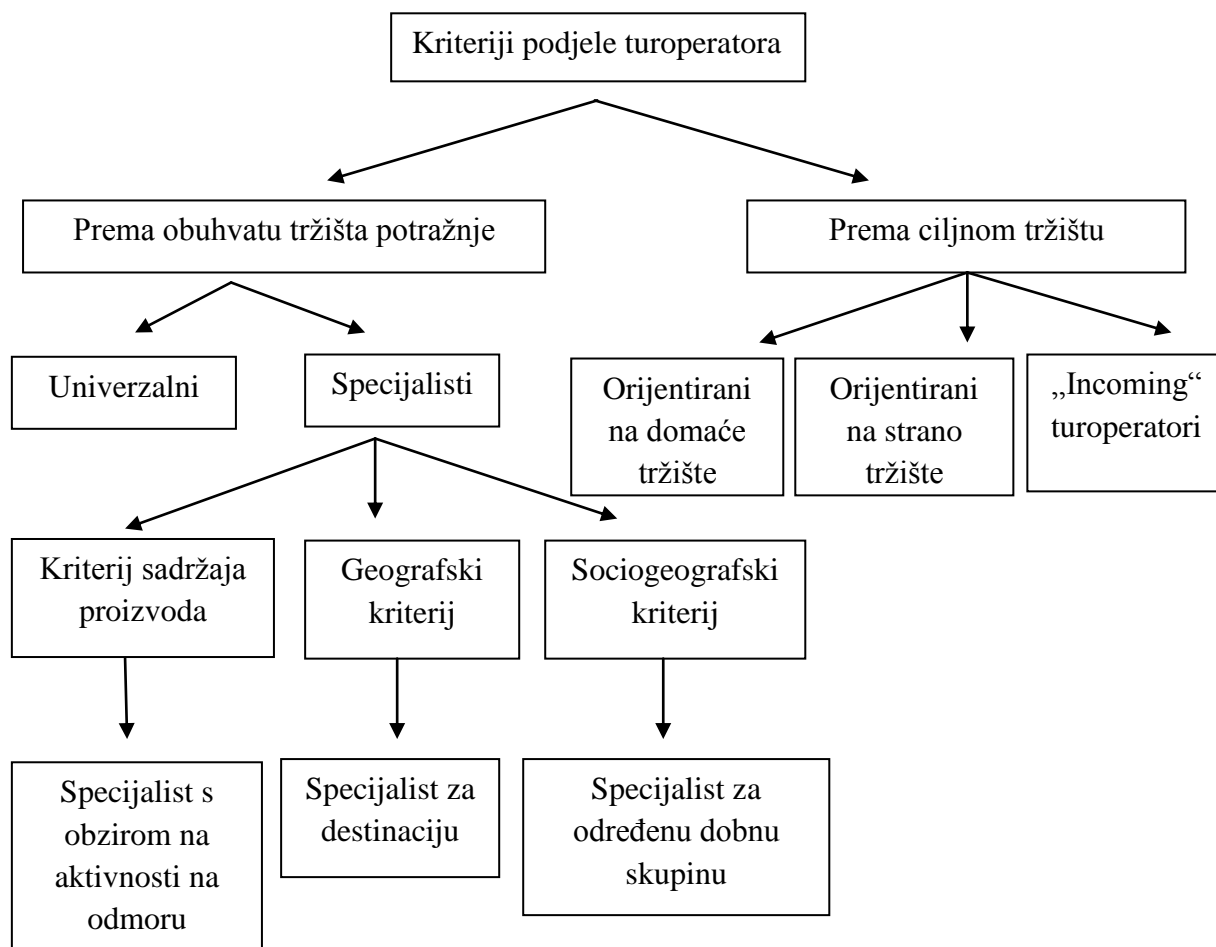 Kriteriji podjele turoperatora
Prema obuhvatu tržišta potražnje
Prema ciljnom tržištu
Univerzalni
Specijalisti
Orijentirani
na domaće
tržište
Orijentirani
na strano
tržište
„Incoming“
turoperatori
Kriterij sadržaja
proizvoda
Geografski
kriterij
Sociogeografski
kriterij
Specijalist s
obzirom na
aktivnosti na
odmoru
Specijalist za
destinaciju
Specijalist za
određenu dobnu
skupinu